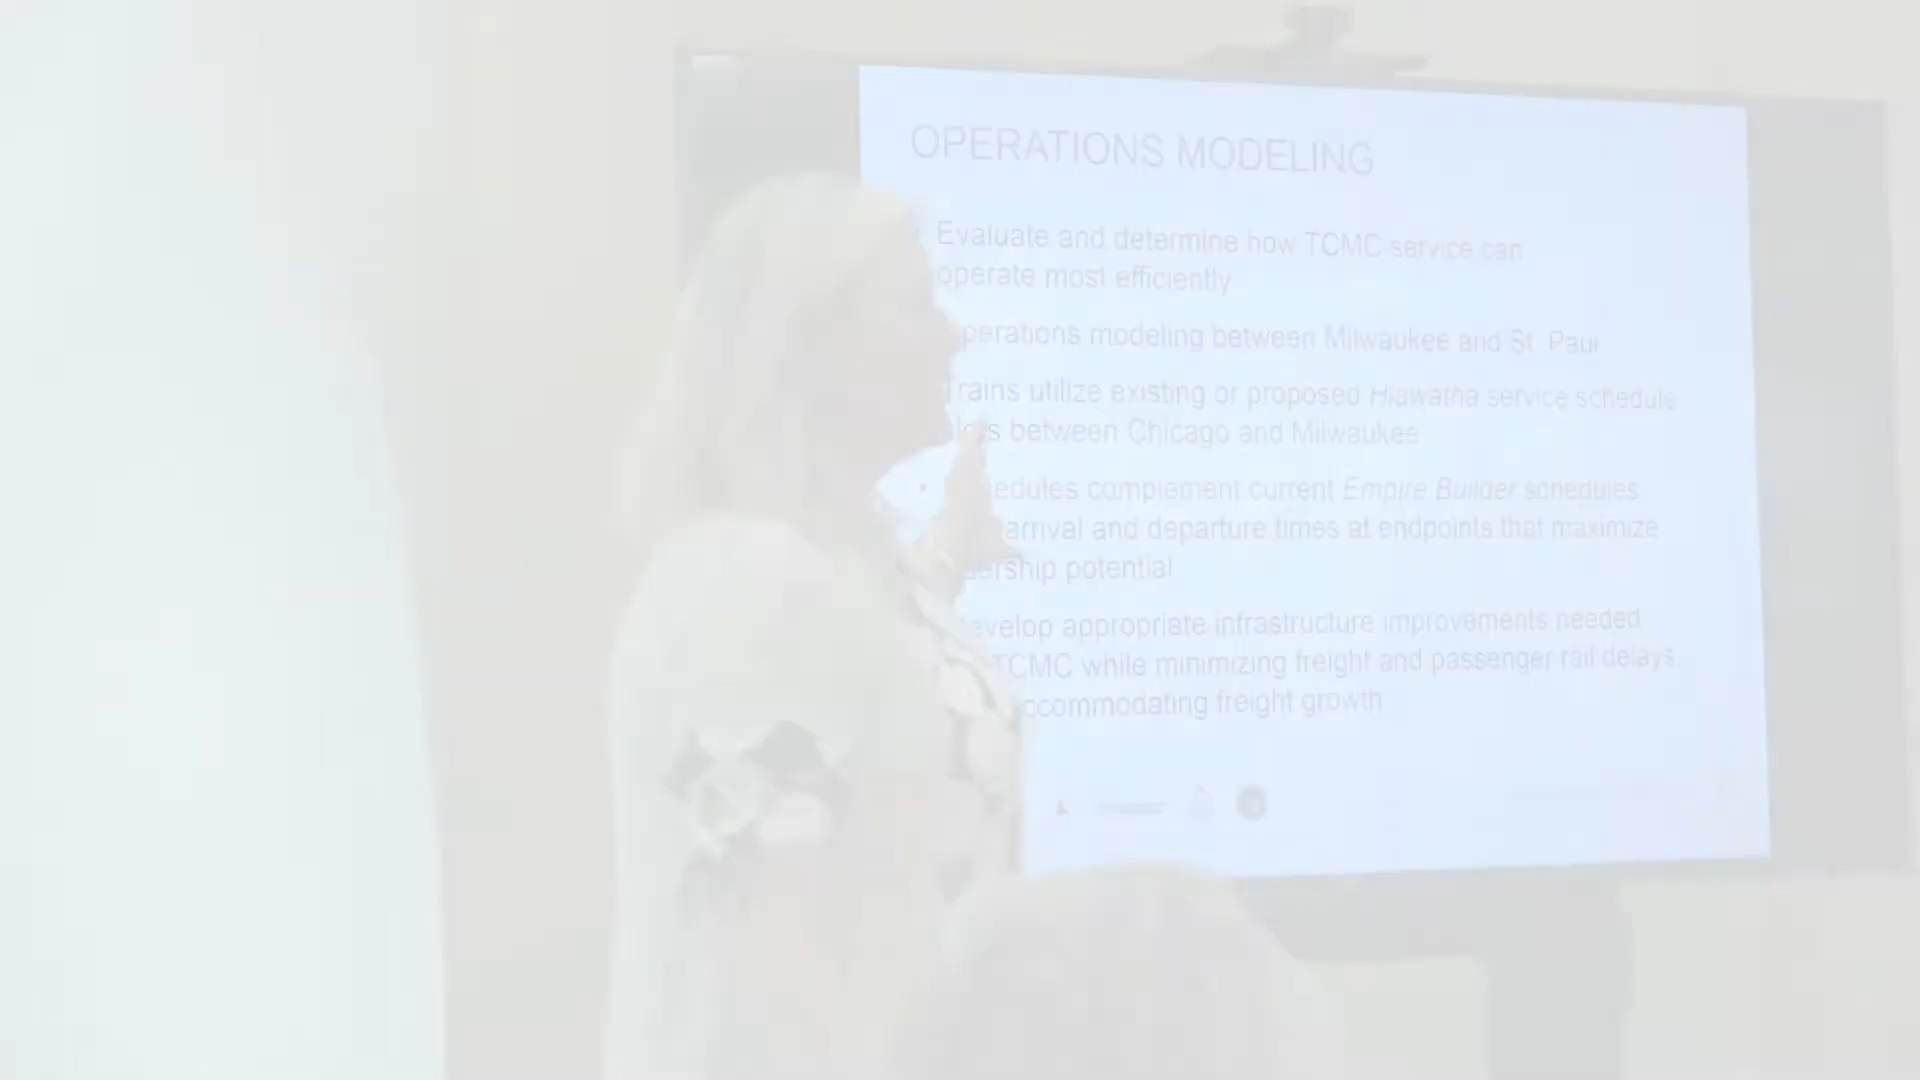 OPERATIONS MODELING
Evaluate and determine how TCMC service can
operate most efficiently
perations modeling between Milwaukee and St. Paul
Trains utilize existing or proposed Hiawatha service schedule
between Chicago and Milwaukee
edules complement current Empire Builder schedules
arrival and departure times at endpoints that maximize
ership potential
evelop appropriate infrastructure improvements needed
TCMC while minimizing freight and passenger rail delays
ccommodating freight growth